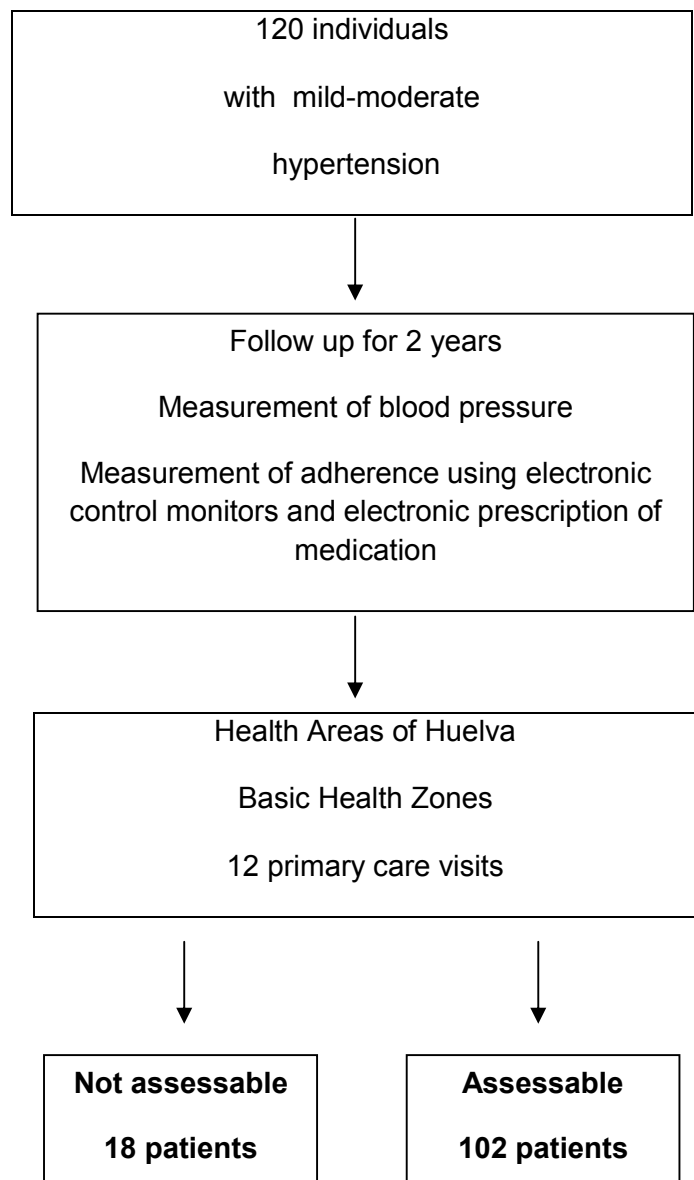 120 individuals
with mild-moderate
hypertension
Follow up for 2 years
Measurement of blood pressure
Measurement of adherence using electronic
control monitors and electronic prescription of
medication
Health Areas of Huelva
Basic Health Zones
12 primary care visits
Not assessable
18 patients
Assessable
102 patients